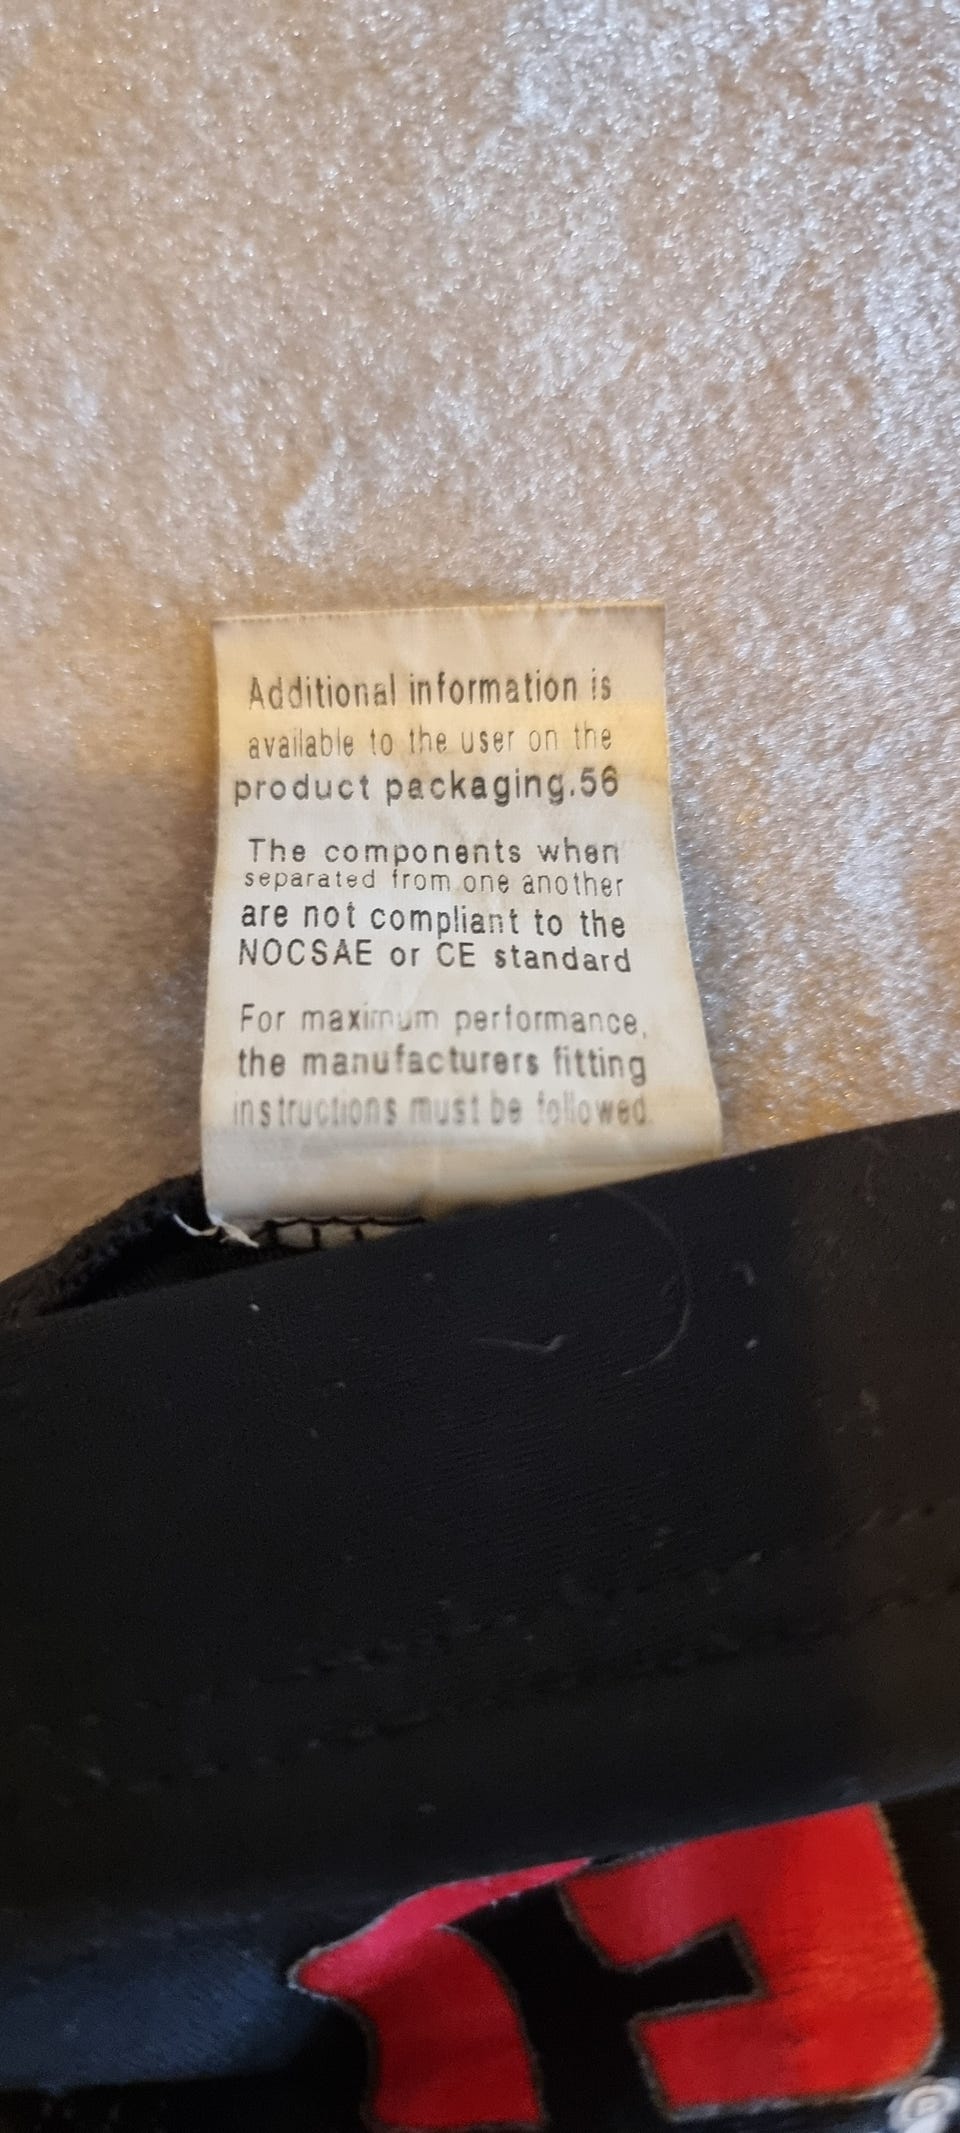 Additional information is
available to the user on the
product packaging.56
The components when
separated from one another
are not compliant to the
NOCSAE or CE standard
For maximum performance,
the manufacturers fitting
instructions must be followed.